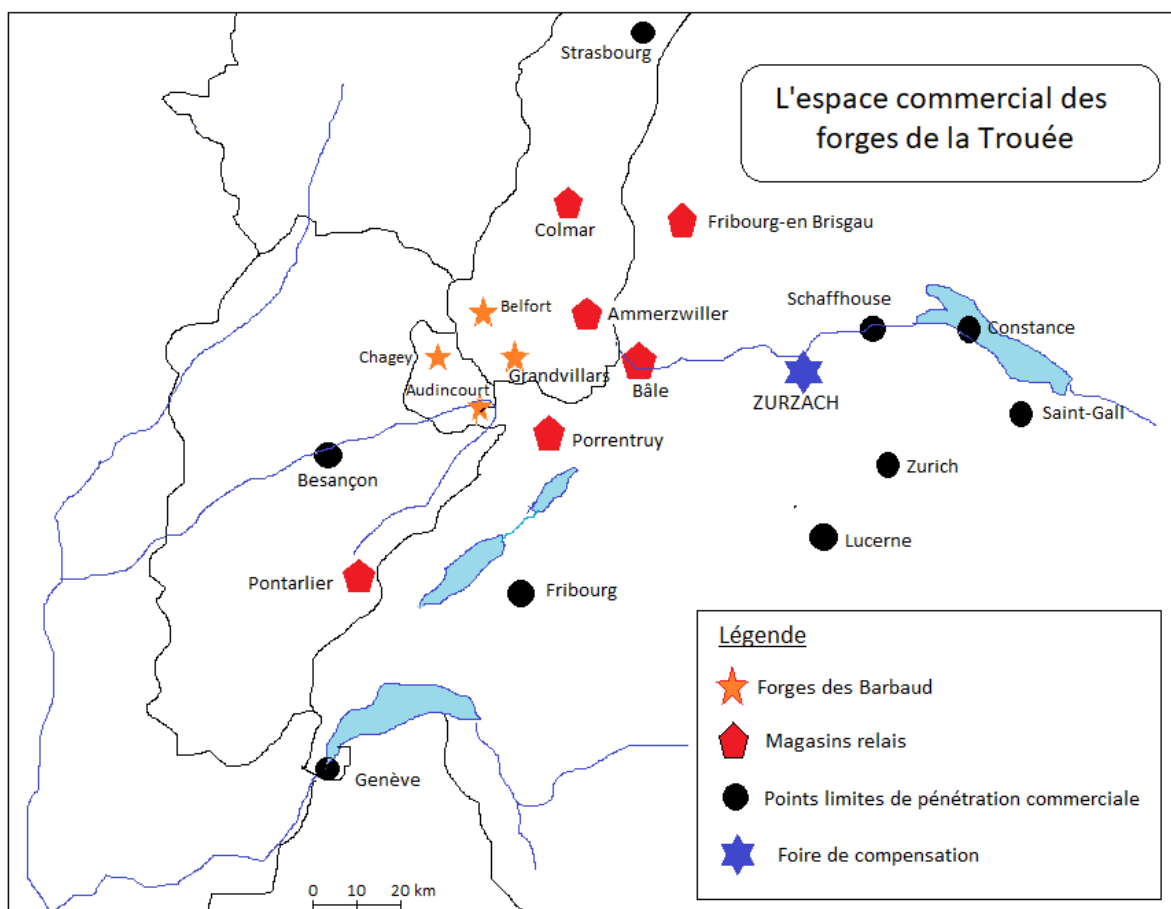 Strasbourg
L'espace commercial des
forges de la Trouée
Colmar
Fribourg-en Brisgau
Belfort
Ammerzwiller
Schaffhouse
Constance
Chagey
Grandvillars
Audincourt
Bâle
ZURZACH
Saint-Gall
Porrentruy
Besançon
Zurich
Lucerne
Pontarlier
Fribourg
Légende
Forges des Barbaud
Magasins relais
Genève
Points limites de pénétration commerciale
Foire de compensation
0 10 20 km